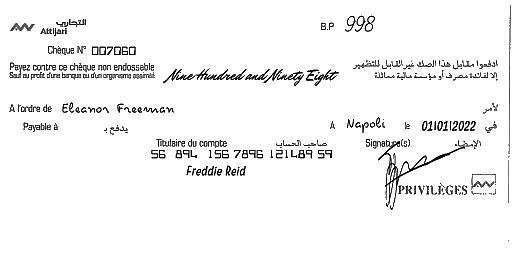 التجاري
Attijari
B.P 998
Chèque N° 007060
Payez contre ce chèque non endossable
Sauf au profit d'une banque ou d'un organisme assimilé
Nine Hundred and Ninety Eight
ادفعوا مقابل هذا الصك غير القابل للتظهير
إلا لفائدة مصرف أو مؤسسة مالية مماثلة
A l'ordre de Eleanor Freeman لأمر
Payable à يدفع بـ A Napoli le 01/01/2022 في
Titulaire du compte صاحب الحساب Signature(s) الإمضاء
56 894 156 7896 121489 59
Freddie Reid
PRIVILÈGES